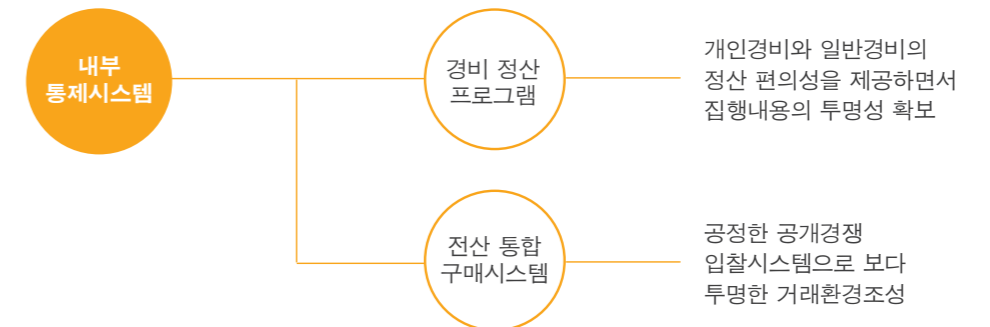 내부
통제시스템
경비 정산
프로그램
개인경비와 일반경비의
정산 편의성을 제공하면서
집행내용의 투명성 확보
전산 통합
구매시스템
공정한 공개경쟁
입찰시스템으로 보다
투명한 거래환경조성